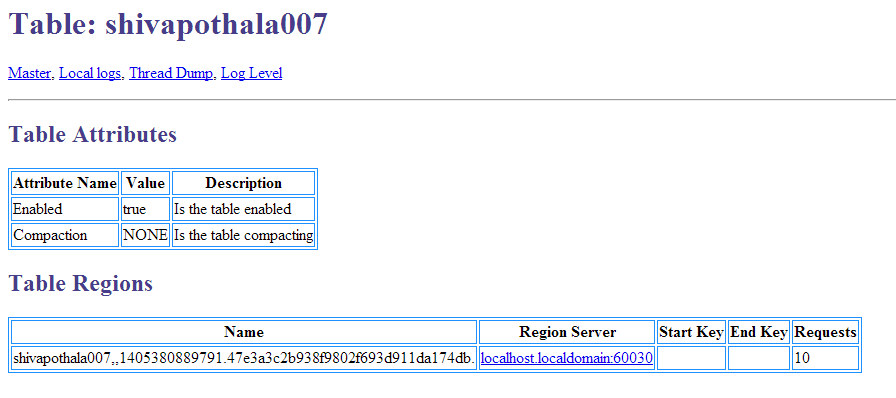 Table: shivapothala007
Master, Local logs, Thread Dump, Log Level
Table Attributes
Attribute Name Value Description
Enabled true Is the table enabled
Compaction NONE Is the table compacting
Table Regions
Name Region Server Start Key End Key Requests
shivapothala007,,1405380889791.47e3a3c2b938f9802f693d911da174db. localhost.localdomain:60030 10